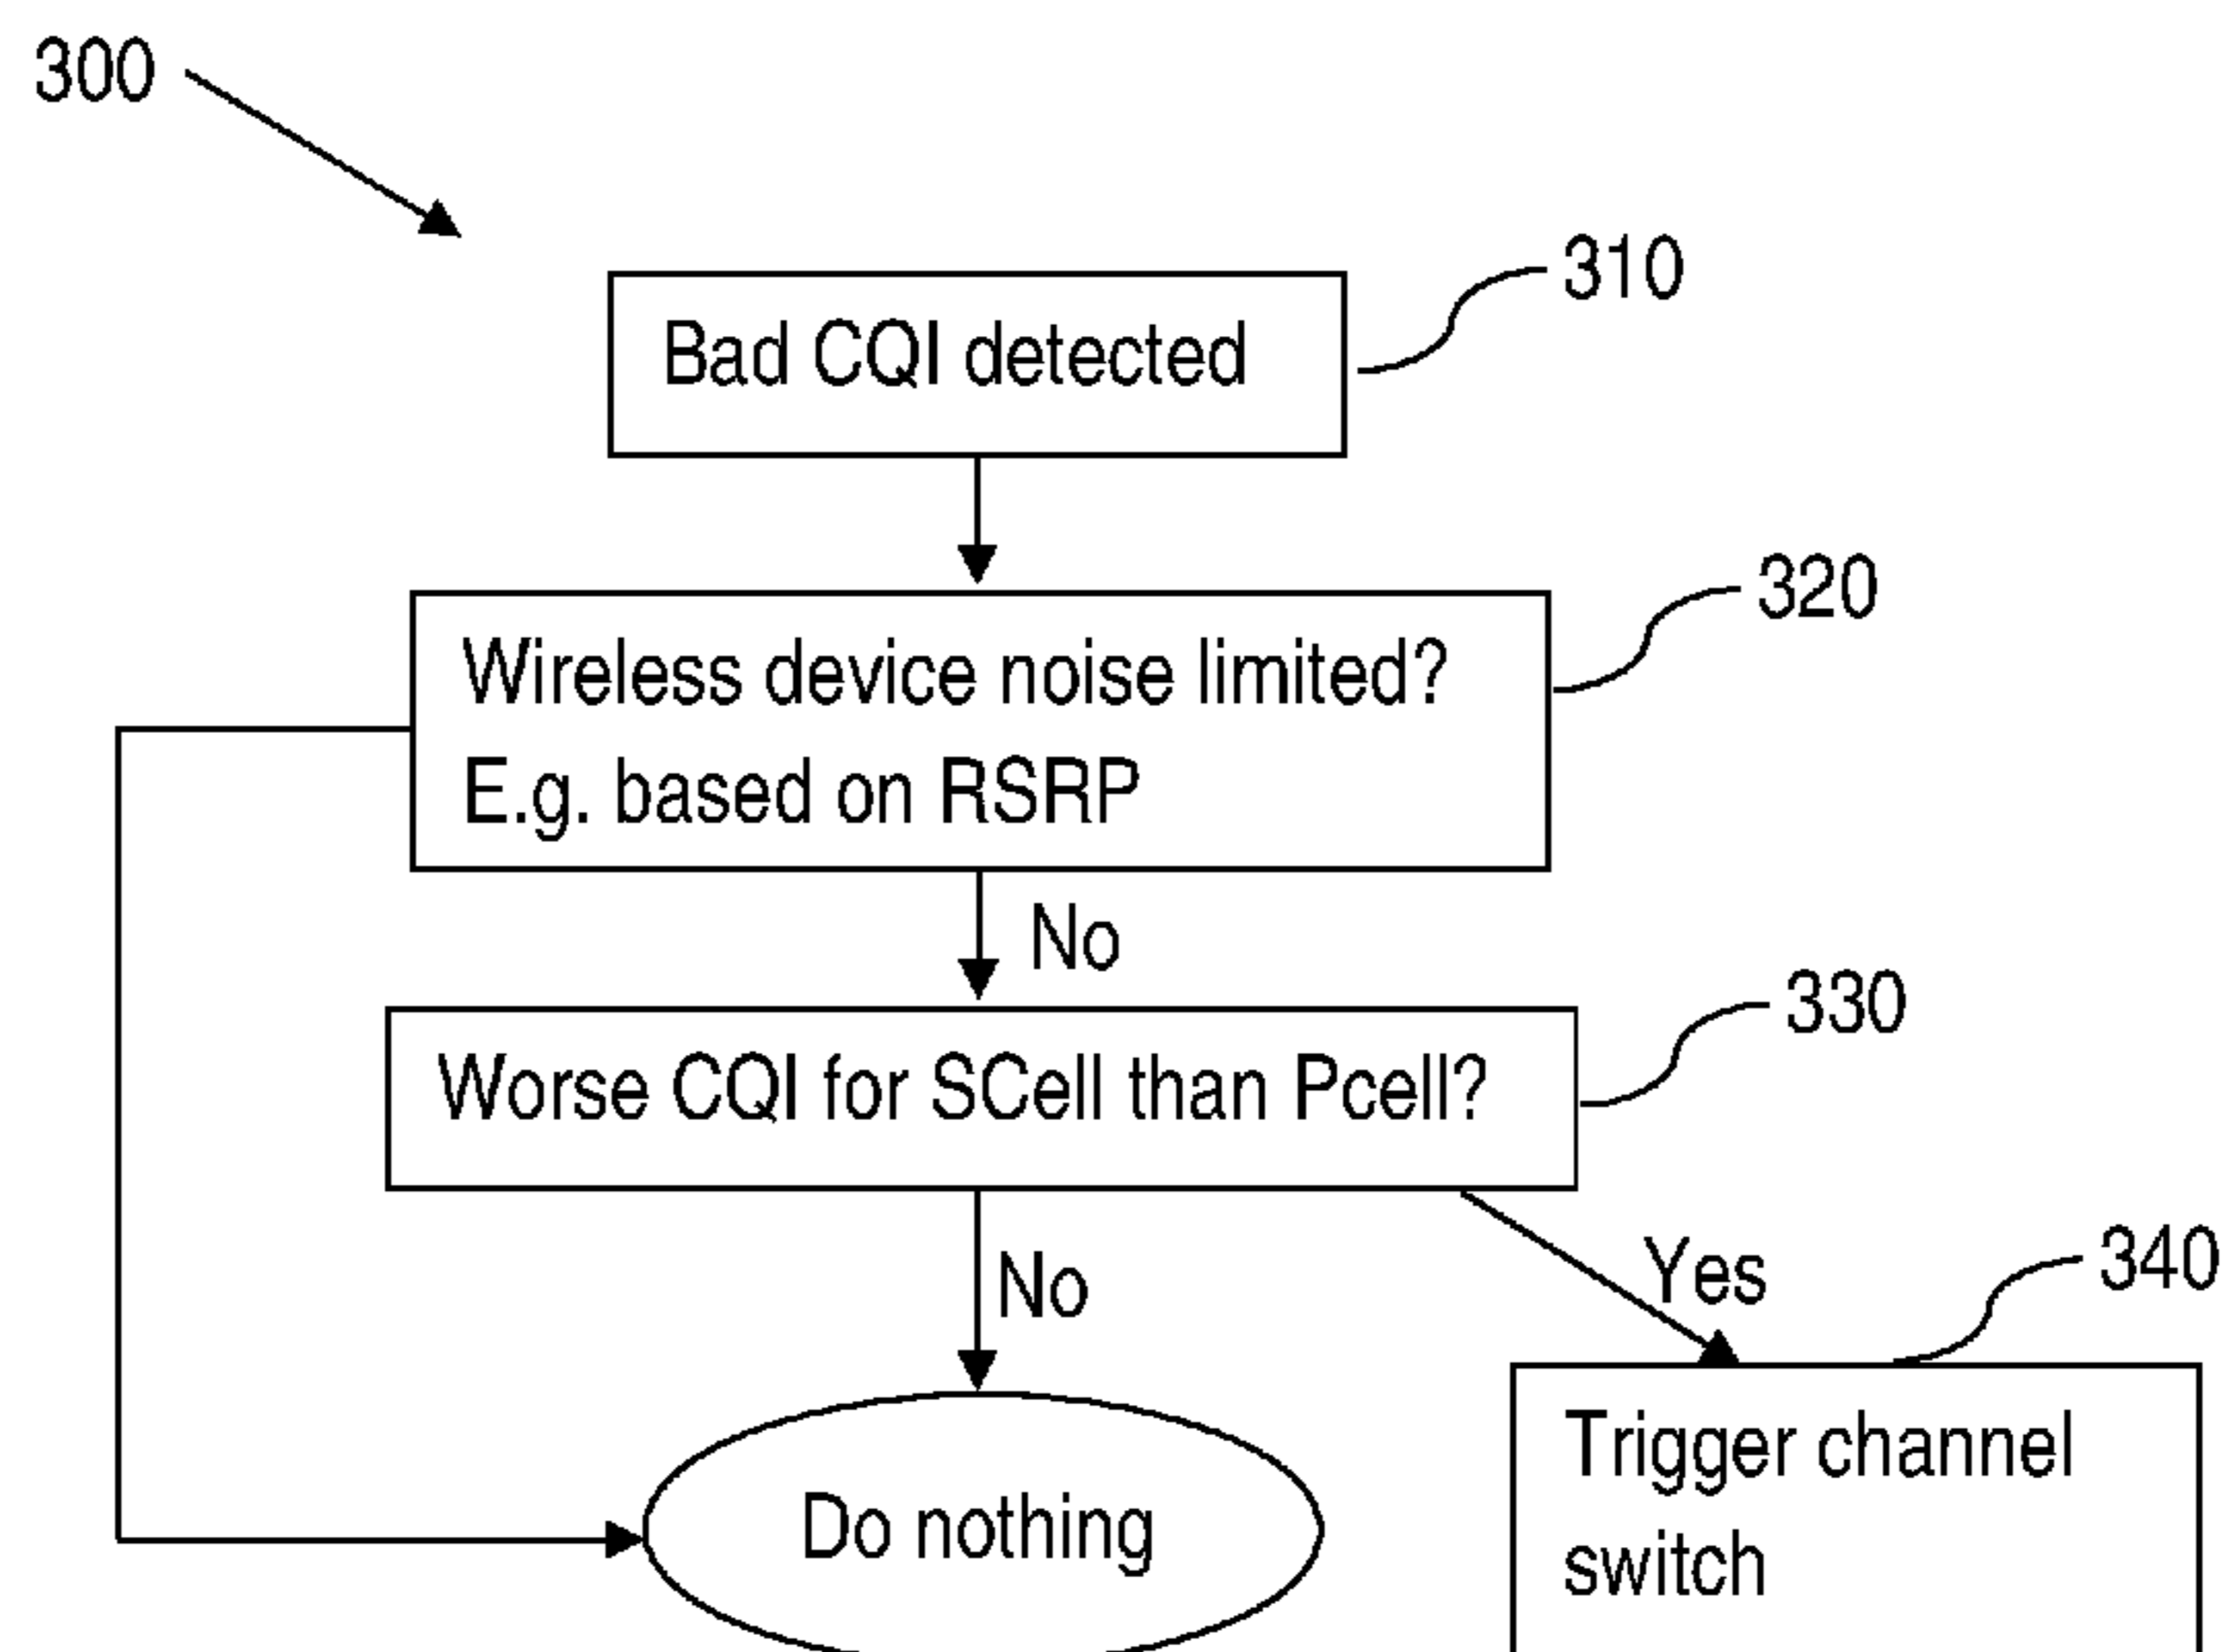 300
Bad CQI detected
310
Wireless device noise limited?
E.g. based on RSRP
320
No
Worse CQI for SCell than Pcell?
330
No
Yes
340
Do nothing
Trigger channel
switch